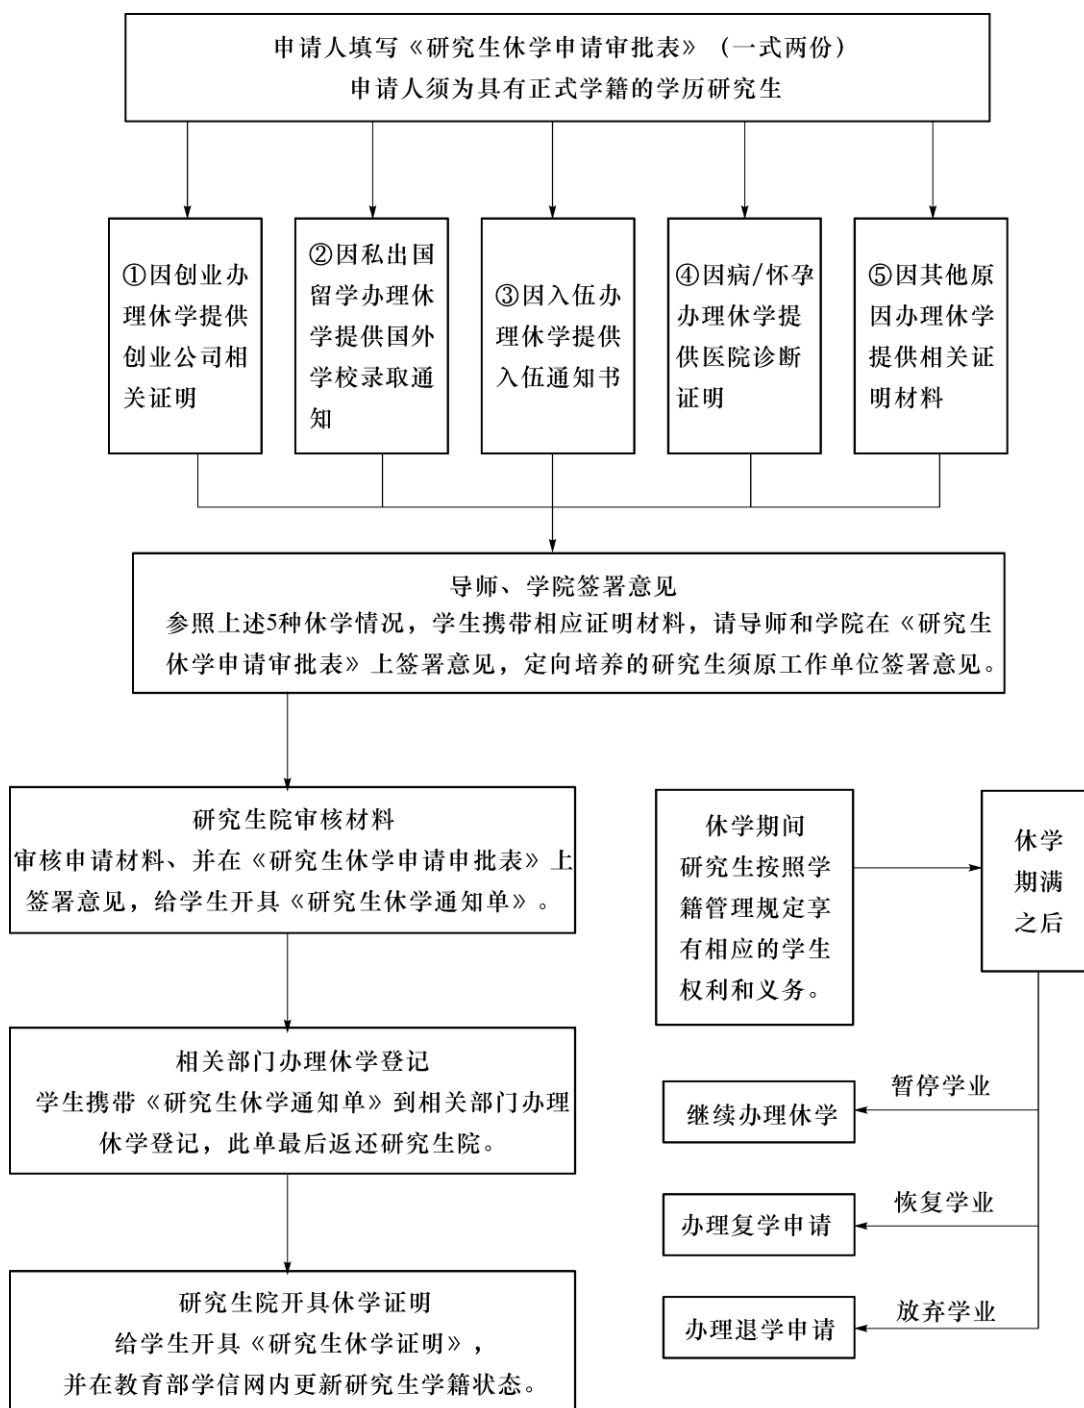 申请人填写《研究生休学申请审批表》（一式两份）
申请人须为具有正式学籍的学历研究生
①因创业办
理休学提供
创业公司相
关证明
②因私出国
留学办理休
学提供国外
学校录取通
知
③因入伍办
理休学提供
入伍通知书
④因病/怀孕
办理休学提
供医院诊断
证明
⑤因其他原
因办理休学
提供相关证
明材料
导师、学院签署意见
参照上述5种休学情况，学生携带相应证明材料，请导师和学院在《研究生
休学申请审批表》上签署意见，定向培养的研究生须原工作单位签署意见。
研究生院审核材料
审核申请材料、并在《研究生休学申请申批表》上
签署意见，给学生开具《研究生休学通知单》。
相关部门办理休学登记
学生携带《研究生休学通知单》到相关部门办理
休学登记，此单最后返还研究生院。
研究生院开具休学证明
给学生开具《研究生休学证明》，
并在教育部学信网内更新研究生学籍状态。
休学期间
研究生按照学
籍管理规定享
有相应的学生
权利和义务。
休学
期满
之后
暂停学业
继续办理休学
恢复学业
办理复学申请
放弃学业
办理退学申请